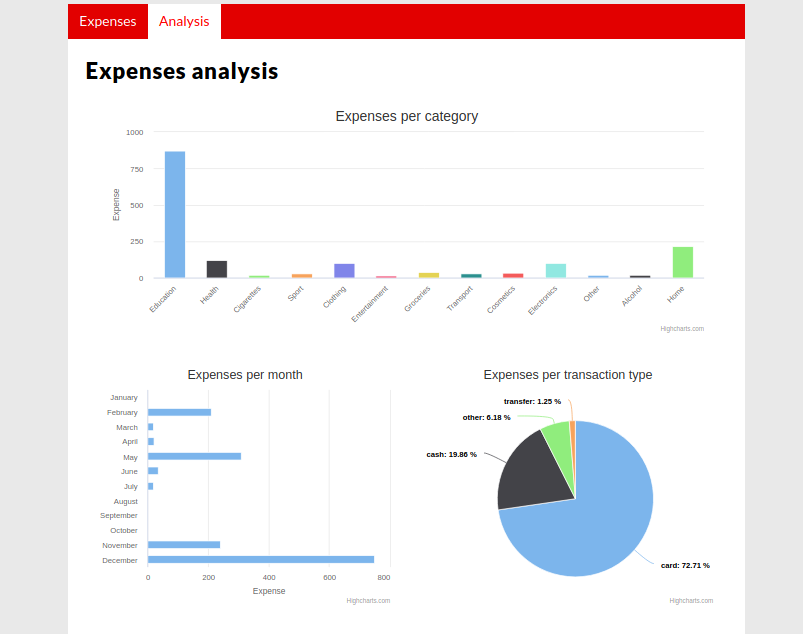 Expenses Analysis
Expenses analysis
Expenses per category
1000
750
500
250
0
Expense
Education Health Cigarettes Sport Clothing Entertainment Groceries Transport Cosmetics Electronics Other Alcohol Home
Highcharts.com
Expenses per month
January
February
March
April
May
June
July
August
September
October
November
December
0 200 400 600 800
Expense
Highcharts.com
Expenses per transaction type
transfer: 1.25 %
other: 6.18 %
cash: 19.86 %
card: 72.71 %
Highcharts.com